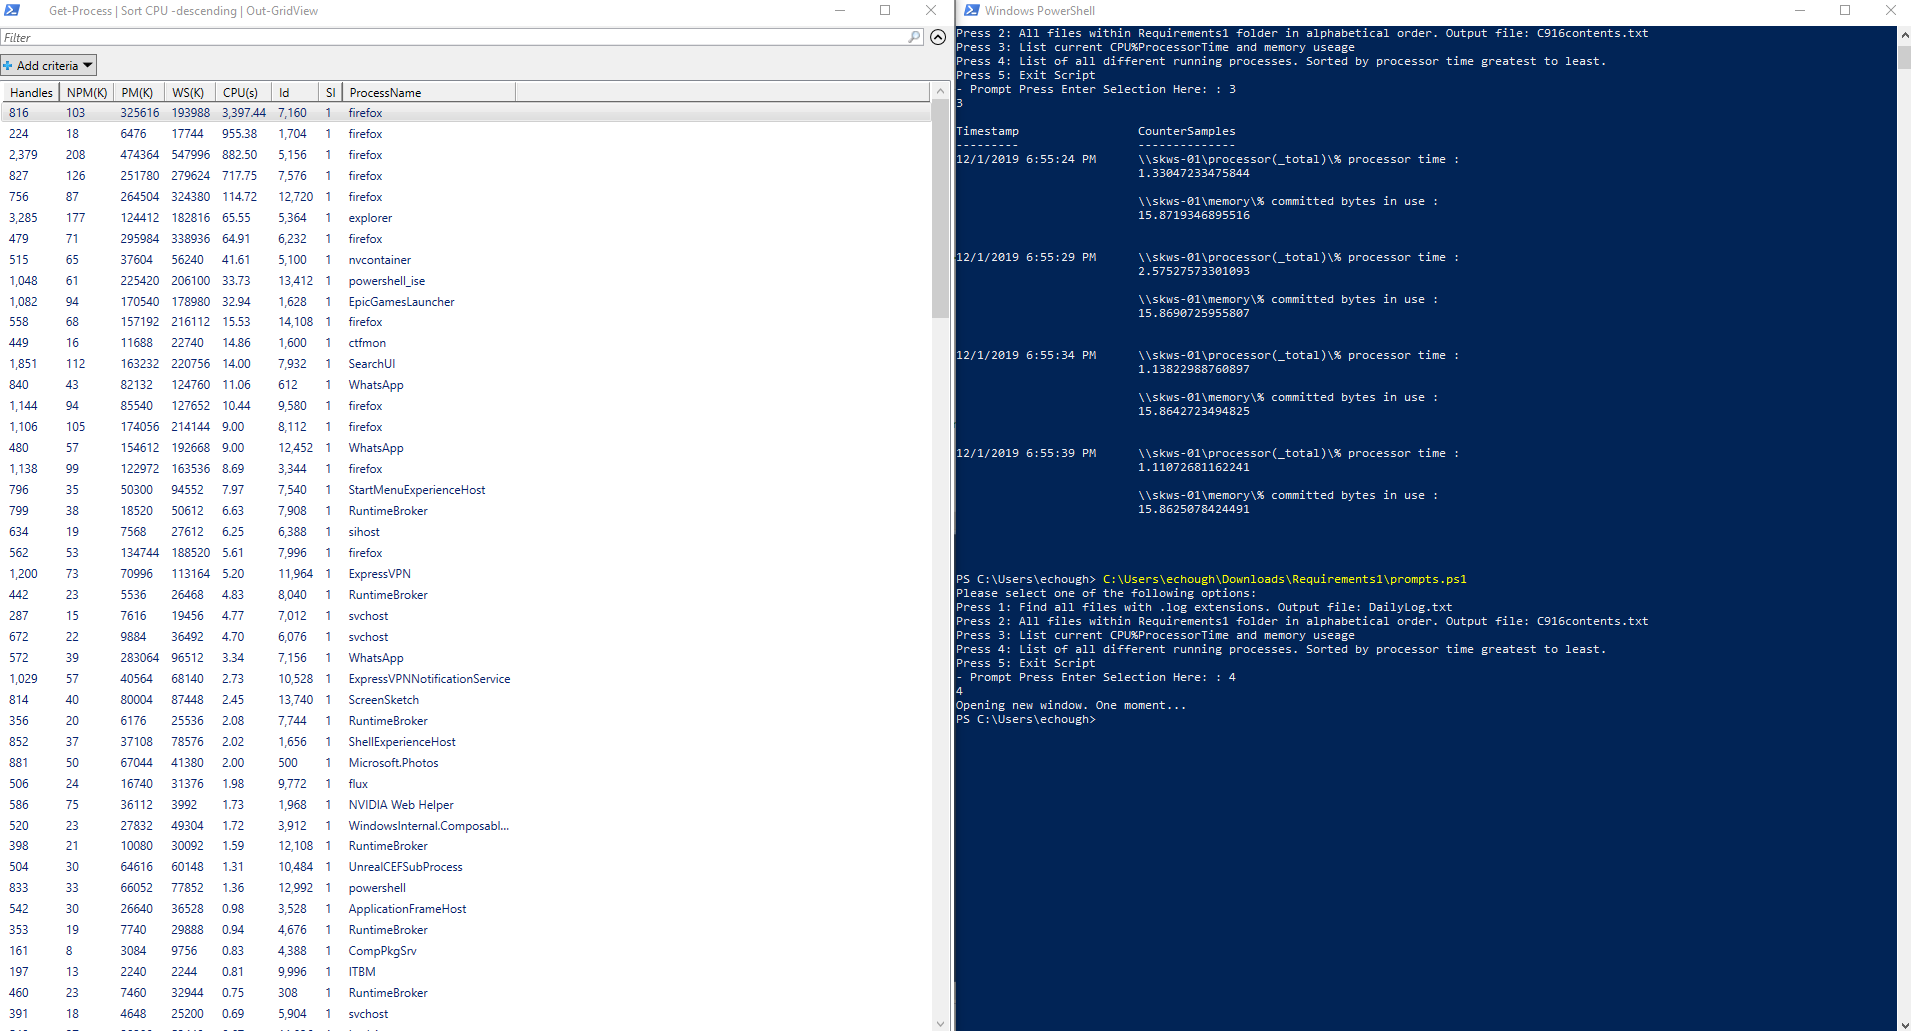 Get-Process | Sort CPU -descending | Out-GridView
Filter
Add criteria
Handles NPM(K) PM(K) WS(K) CPU(s) Id SI ProcessName
816 103 325616 193988 3,397.44 7,160 1 firefox
224 18 6476 17744 955.38 1,704 1 firefox
2,379 208 474364 547996 882.50 5,156 1 firefox
827 126 251780 279624 717.75 7,576 1 firefox
756 87 264504 324380 114.72 12,720 1 firefox
3,285 177 124412 182816 65.55 5,364 1 explorer
479 71 295984 338936 64.91 6,232 1 firefox
515 65 37604 56240 41.61 5,100 1 nvcontainer
1,048 61 225420 206100 33.73 13,412 1 powershell_ise
1,082 94 170540 178980 32.94 1,628 1 EpicGamesLauncher
558 68 157192 216112 15.53 14,108 1 firefox
449 16 11688 22740 14.86 1,600 1 ctfmon
1,851 112 163232 220756 14.00 7,932 1 SearchUI
840 43 82132 124760 11.06 612 1 WhatsApp
1,144 94 85540 127652 10.44 9,580 1 firefox
1,106 105 174056 214144 9.00 8,112 1 firefox
480 57 154612 192668 9.00 12,452 1 WhatsApp
1,138 99 122972 163536 8.69 3,344 1 firefox
796 35 50300 94552 7.97 7,540 1 StartMenuExperienceHost
799 38 18520 50612 6.63 7,908 1 RuntimeBroker
634 19 7568 27612 6.25 6,388 1 sihost
562 53 134744 188520 5.61 7,996 1 firefox
1,200 73 70996 113164 5.20 11,964 1 ExpressVPN
442 23 5536 26468 4.83 8,040 1 RuntimeBroker
287 15 7616 19456 4.77 7,012 1 svchost
672 22 9884 36492 4.70 6,076 1 svchost
572 39 283064 96512 3.34 7,156 1 WhatsApp
1,029 57 40564 68140 2.73 10,528 1 ExpressVPNNotificationService
814 40 80004 87448 2.45 13,740 1 ScreenSketch
356 20 6176 25536 2.08 7,744 1 RuntimeBroker
852 37 37108 78576 2.02 1,656 1 ShellExperienceHost
881 50 67044 41380 2.00 500 1 Microsoft.Photos
506 24 16740 31376 1.98 9,772 1 flux
586 75 36112 3992 1.73 1,968 1 NVIDIA Web Helper
520 23 27832 49304 1.72 3,912 1 WindowsInternal.Composabl...
398 21 10080 30092 1.59 12,108 1 RuntimeBroker
504 30 64616 60148 1.31 10,484 1 UnrealCEFSubProcess
833 33 66052 77852 1.36 12,992 1 powershell
542 30 26640 36528 0.98 3,528 1 ApplicationFrameHost
353 19 7740 29888 0.94 4,676 1 RuntimeBroker
161 8 3084 9756 0.83 4,388 1 CompPkgSrv
197 13 2240 2244 0.81 9,996 1 ITBM
460 23 7460 32944 0.75 308 1 RuntimeBroker
391 18 4648 25200 0.69 5,904 1 svchost
Windows PowerShell
Press 2: All files within Requirements1 folder in alphabetical order. Output file: C916contents.txt
Press 3: List current CPU%ProcessorTime and memory useage
Press 4: List of all different running processes. Sorted by processor time greatest to least.
Press 5: Exit Script
- Prompt Press Enter Selection Here: : 3
3
Timestamp CounterSamples
--------- --------------
12/1/2019 6:55:24 PM \\skws-01\processor(_total)\% processor time :
1.33047233475844
\\skws-01\memory\% committed bytes in use :
15.8719346895516
12/1/2019 6:55:29 PM \\skws-01\processor(_total)\% processor time :
2.57527573301093
\\skws-01\memory\% committed bytes in use :
15.8690725955807
12/1/2019 6:55:34 PM \\skws-01\processor(_total)\% processor time :
1.13822988760897
\\skws-01\memory\% committed bytes in use :
15.8642723494825
12/1/2019 6:55:39 PM \\skws-01\processor(_total)\% processor time :
1.11072681162241
\\skws-01\memory\% committed bytes in use :
15.8625078424491
PS C:\Users\echough> C:\Users\echough\Downloads\Requirements1\prompts.ps1
Please select one of the following options:
Press 1: Find all files with .log extensions. Output file: DailyLog.txt
Press 2: All files within Requirements1 folder in alphabetical order. Output file: C916contents.txt
Press 3: List current CPU%ProcessorTime and memory useage
Press 4: List of all different running processes. Sorted by processor time greatest to least.
Press 5: Exit Script
- Prompt Press Enter Selection Here: : 4
4
Opening new window. One moment...
PS C:\Users\echough>